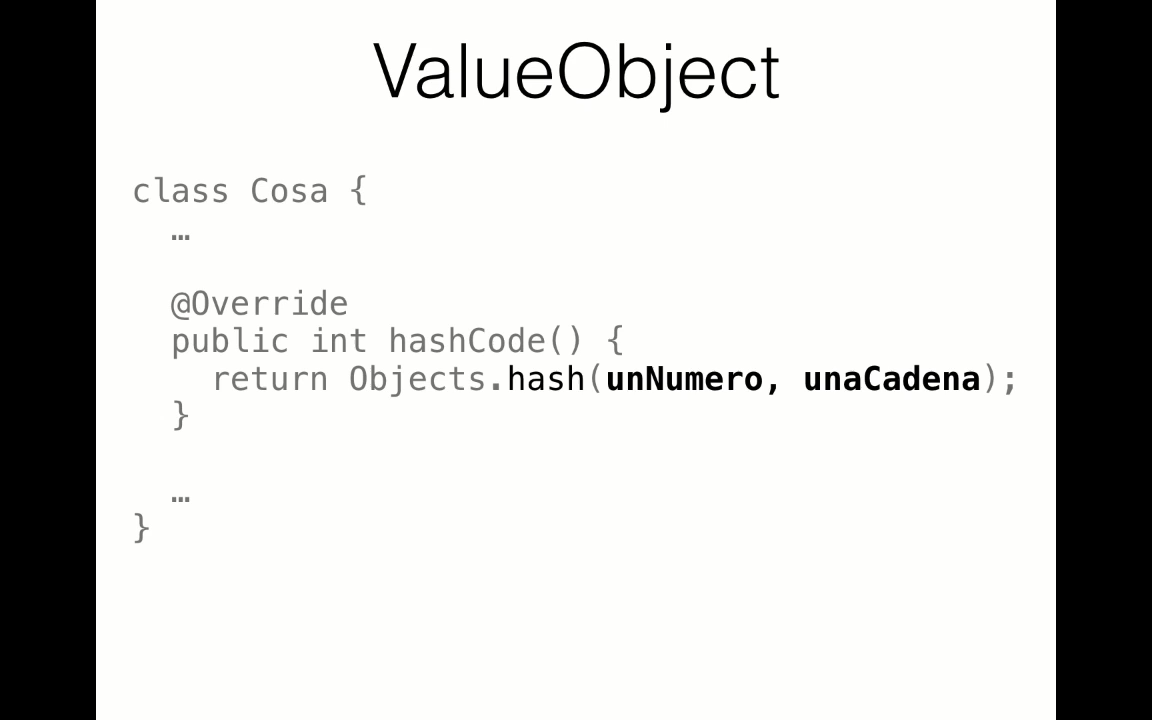 ValueObject
class Cosa {
…
@Override
public int hashCode() {
return Objects.hash(unNumero, unaCadena);
}
…
}